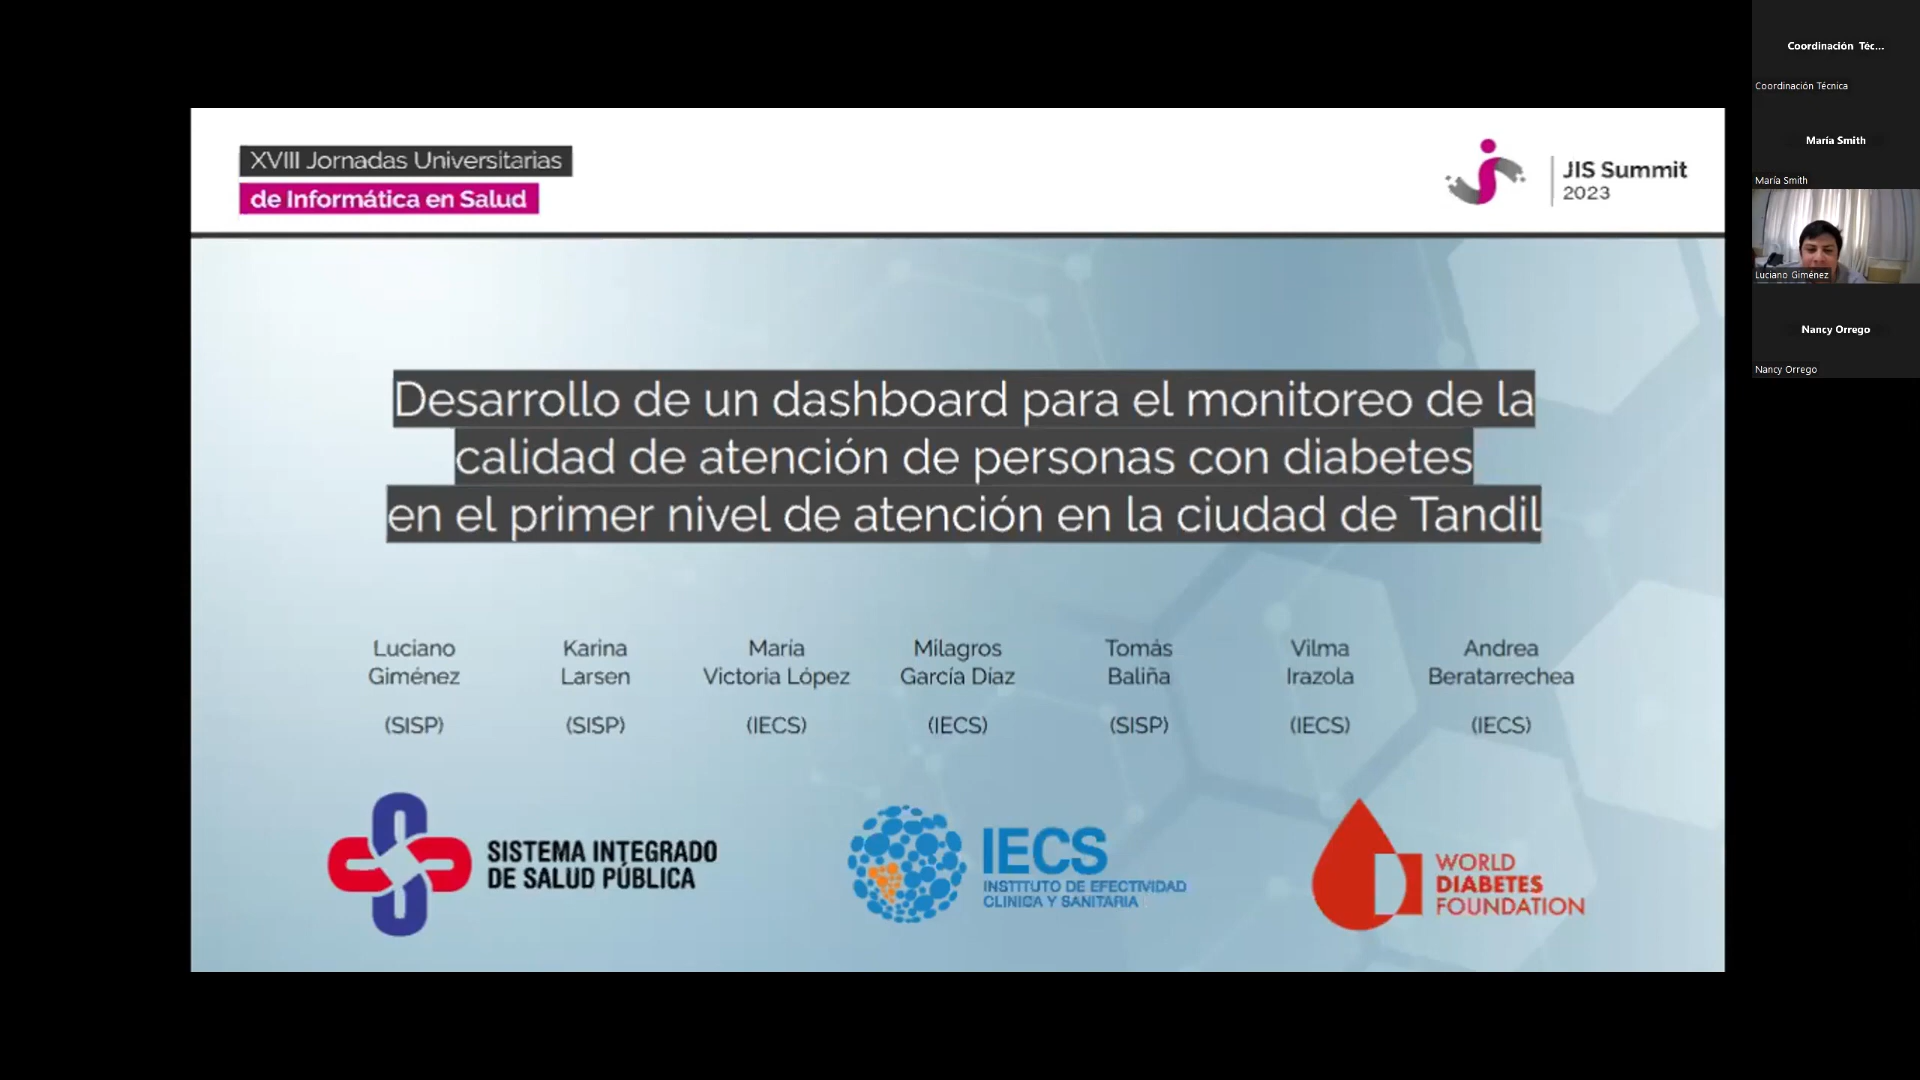 XVIII Jornadas Universitarias
de Informática en Salud
JIS Summit
2023
Desarrollo de un dashboard para el monitoreo de la
calidad de atención de personas con diabetes
en el primer nivel de atención en la ciudad de Tandil
Luciano
Giménez
(SISP)
Karina
Larsen
(SISP)
María
Victoria López
(IECS)
Milagros
García Díaz
(IECS)
Tomás
Baliña
(SISP)
Vilma
Irazola
(IECS)
Andrea
Beratarrechea
(IECS)
SISTEMA INTEGRADO
DE SALUD PÚBLICA
IECS
INSTITUTO DE EFECTIVIDAD
CLINICA Y SANITARIA
WORLD
DIABETES
FOUNDATION
Coordinación Téc...
Coordinación Técnica
María Smith
María Smith
Luciano Giménez
Nancy Orrego
Nancy Orrego